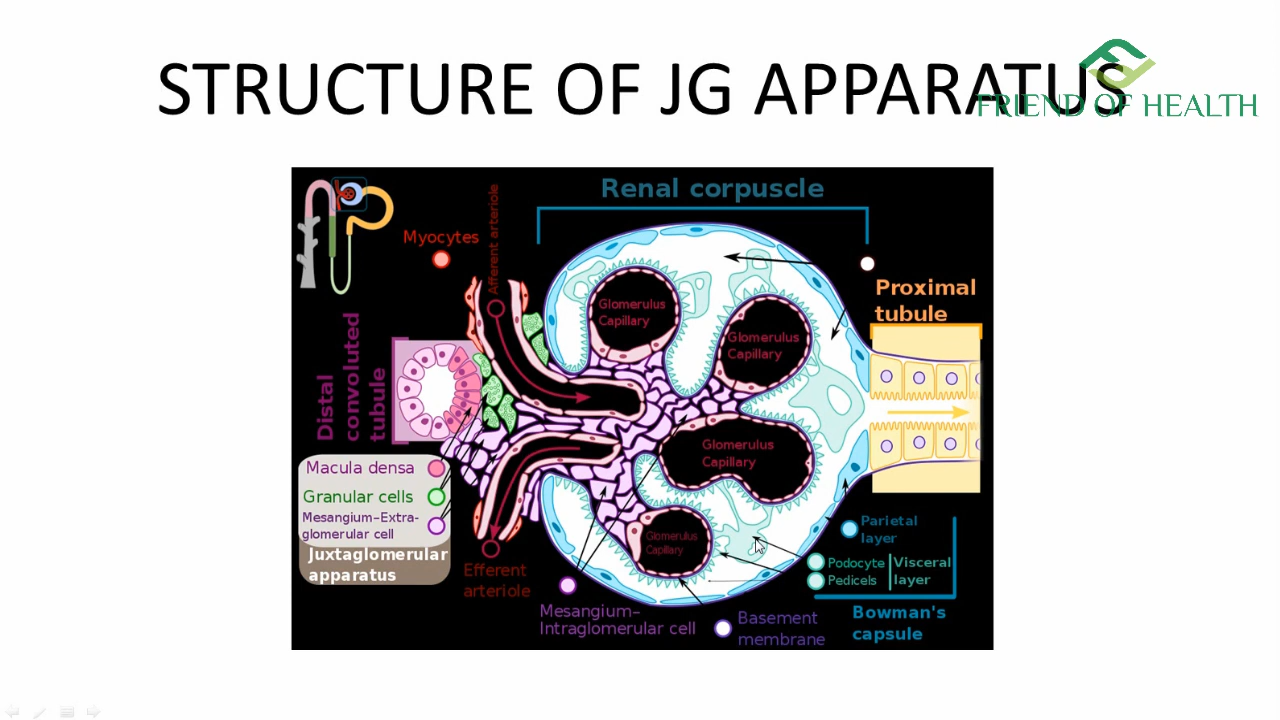 STRUCTURE OF JG APPARATUS
FRIEND OF HEALTH
Renal corpuscle
Afferent arteriole
Myocytes
Proximal
tubule
Glomerulus
Capillary
Glomerulus
Capillary
Distal
convoluted
tubule
Glomerulus
Capillary
Macula densa
Granular cells
Mesangium–Extra-
glomerular cell
Juxtaglomerular
apparatus
Glomerulus
Capillary
Efferent
arteriole
Parietal
layer
Podocyte
Pedicels
Visceral
layer
Mesangium–
Intraglomerular cell
Basement
membrane
Bowman's
capsule